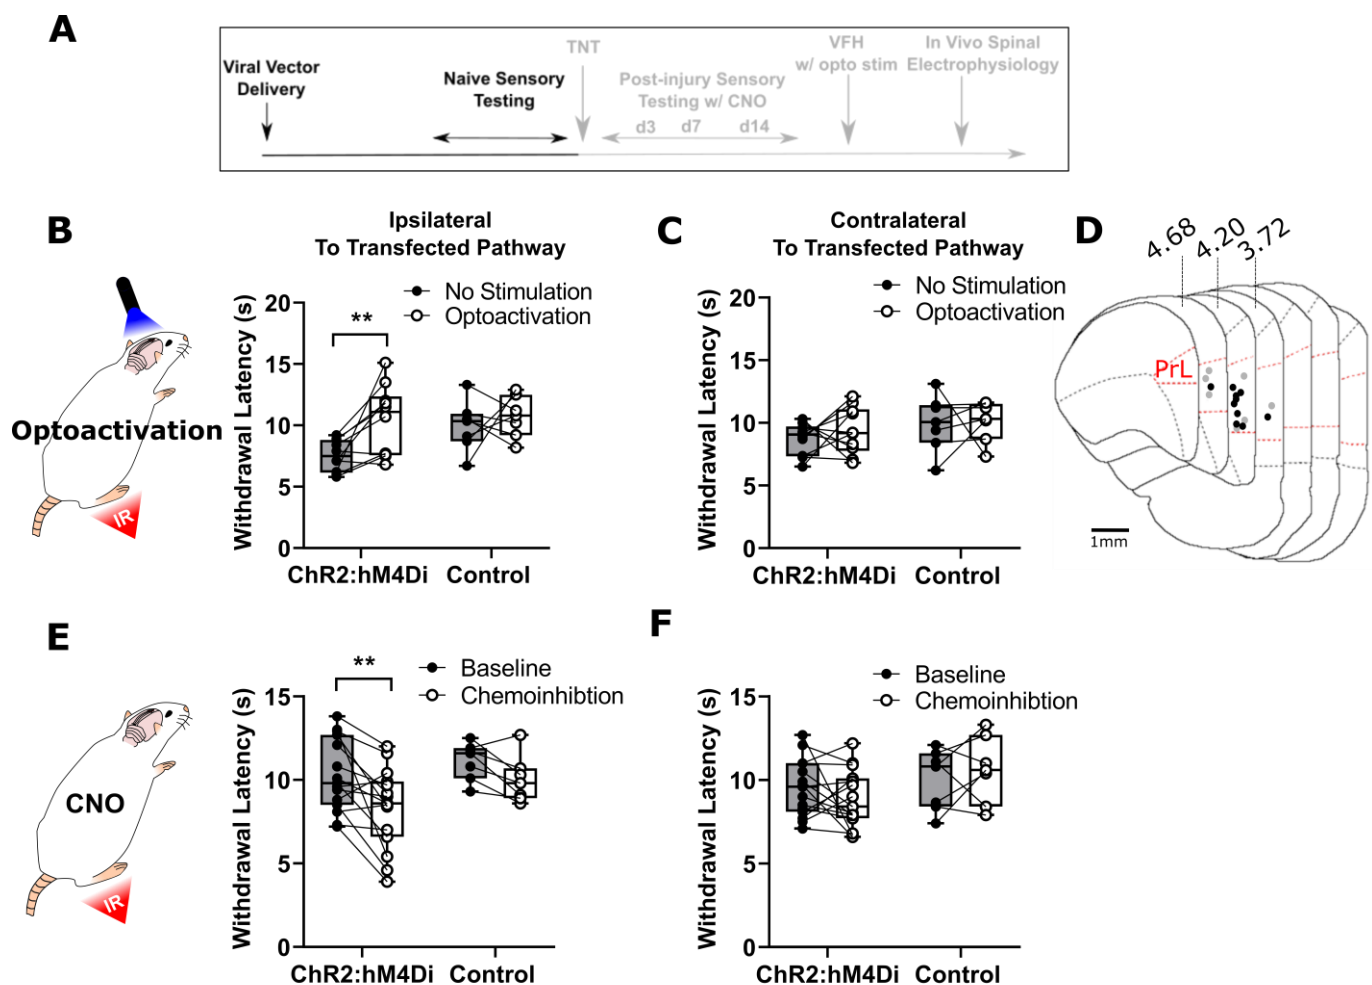 A
Viral Vector
Delivery
Naive Sensory
Testing
TNT
Post-injury Sensory
Testing w/ CNO
d3 d7 d14
VFH
w/ opto stim
In Vivo Spinal
Electrophysiology
B
Optoactivation
IR
Ipsilateral
To Transfected Pathway
No Stimulation
Optoactivation
Withdrawal Latency (s)
20
15
10
5
0
**
ChR2:hM4Di Control
C
Contralateral
To Transfected Pathway
No Stimulation
Optoactivation
Withdrawal Latency (s)
20
15
10
5
0
ChR2:hM4Di Control
D
4.68 4.20 3.72
PrL
1mm
E
CNO
IR
Baseline
Chemoinhibtion
Withdrawal Latency (s)
15
10
5
0
**
ChR2:hM4Di Control
F
Baseline
Chemoinhibtion
Withdrawal Latency (s)
15
10
5
0
ChR2:hM4Di Control